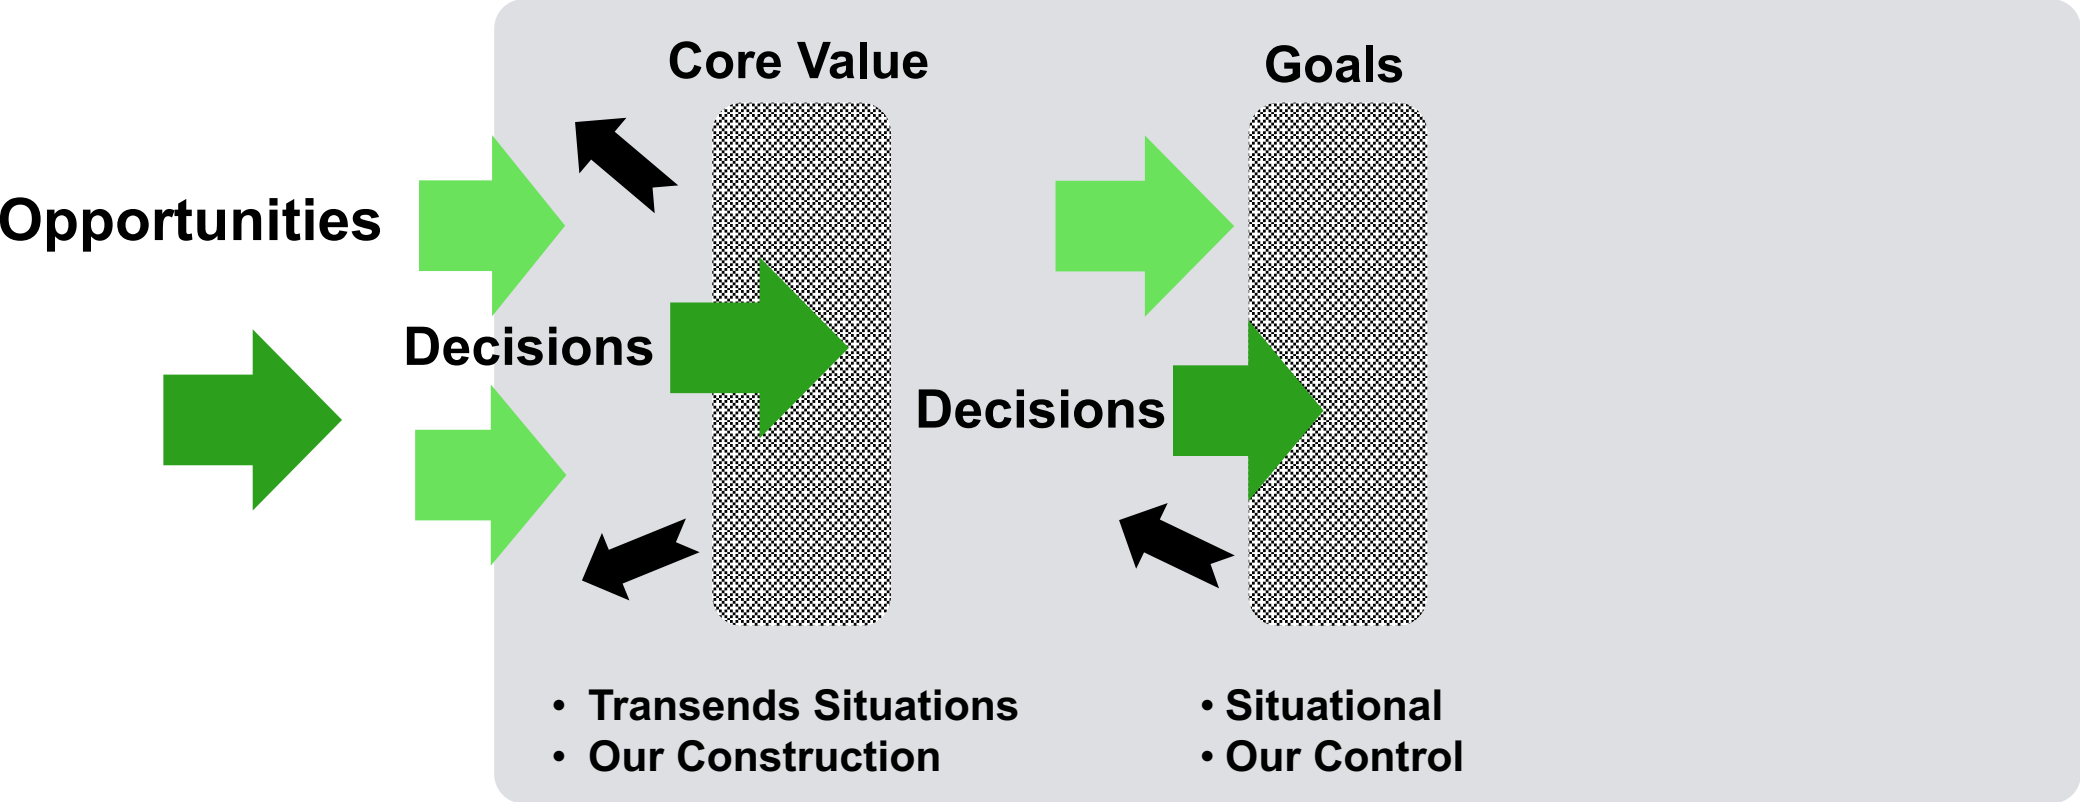 Core Value
Goals
Opportunities
Decisions
Decisions
• Transends Situations
• Our Construction
• Situational
• Our Control